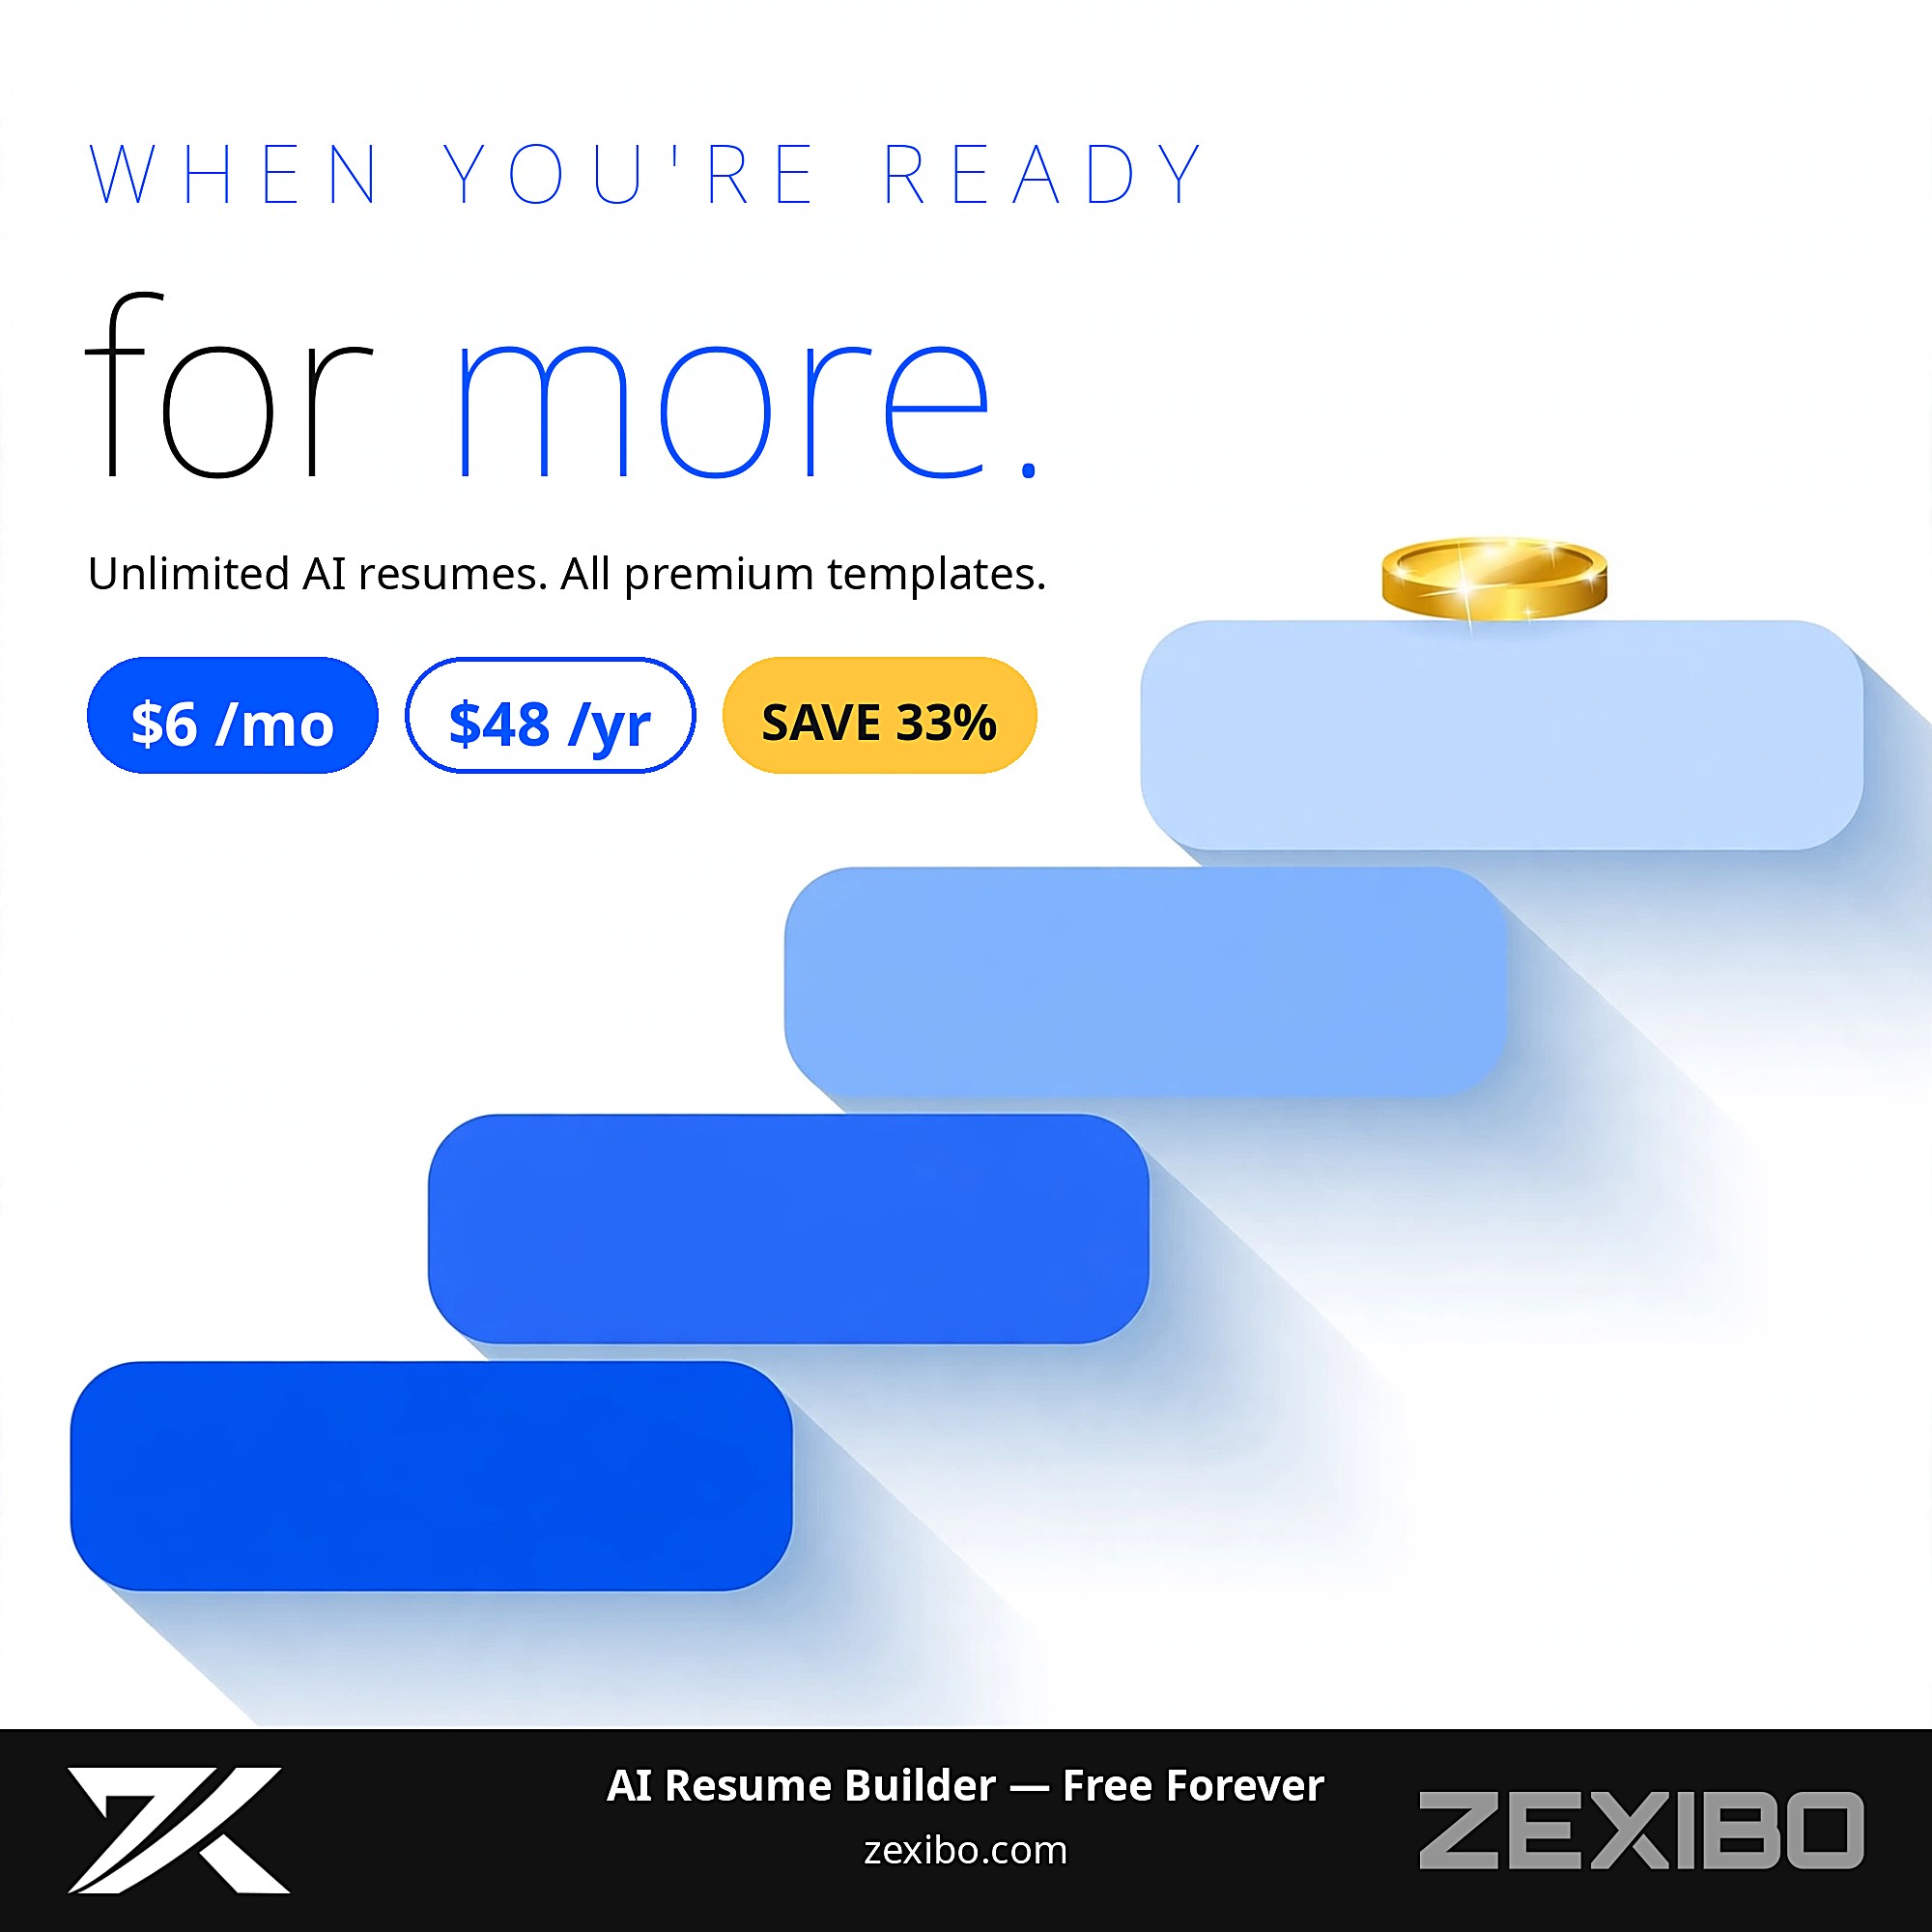 WHEN YOU'RE READY
for more.
Unlimited AI resumes. All premium templates.
$6 /mo $48 /yr SAVE 33%
AI Resume Builder — Free Forever
zexibo.com
ZEXIBO